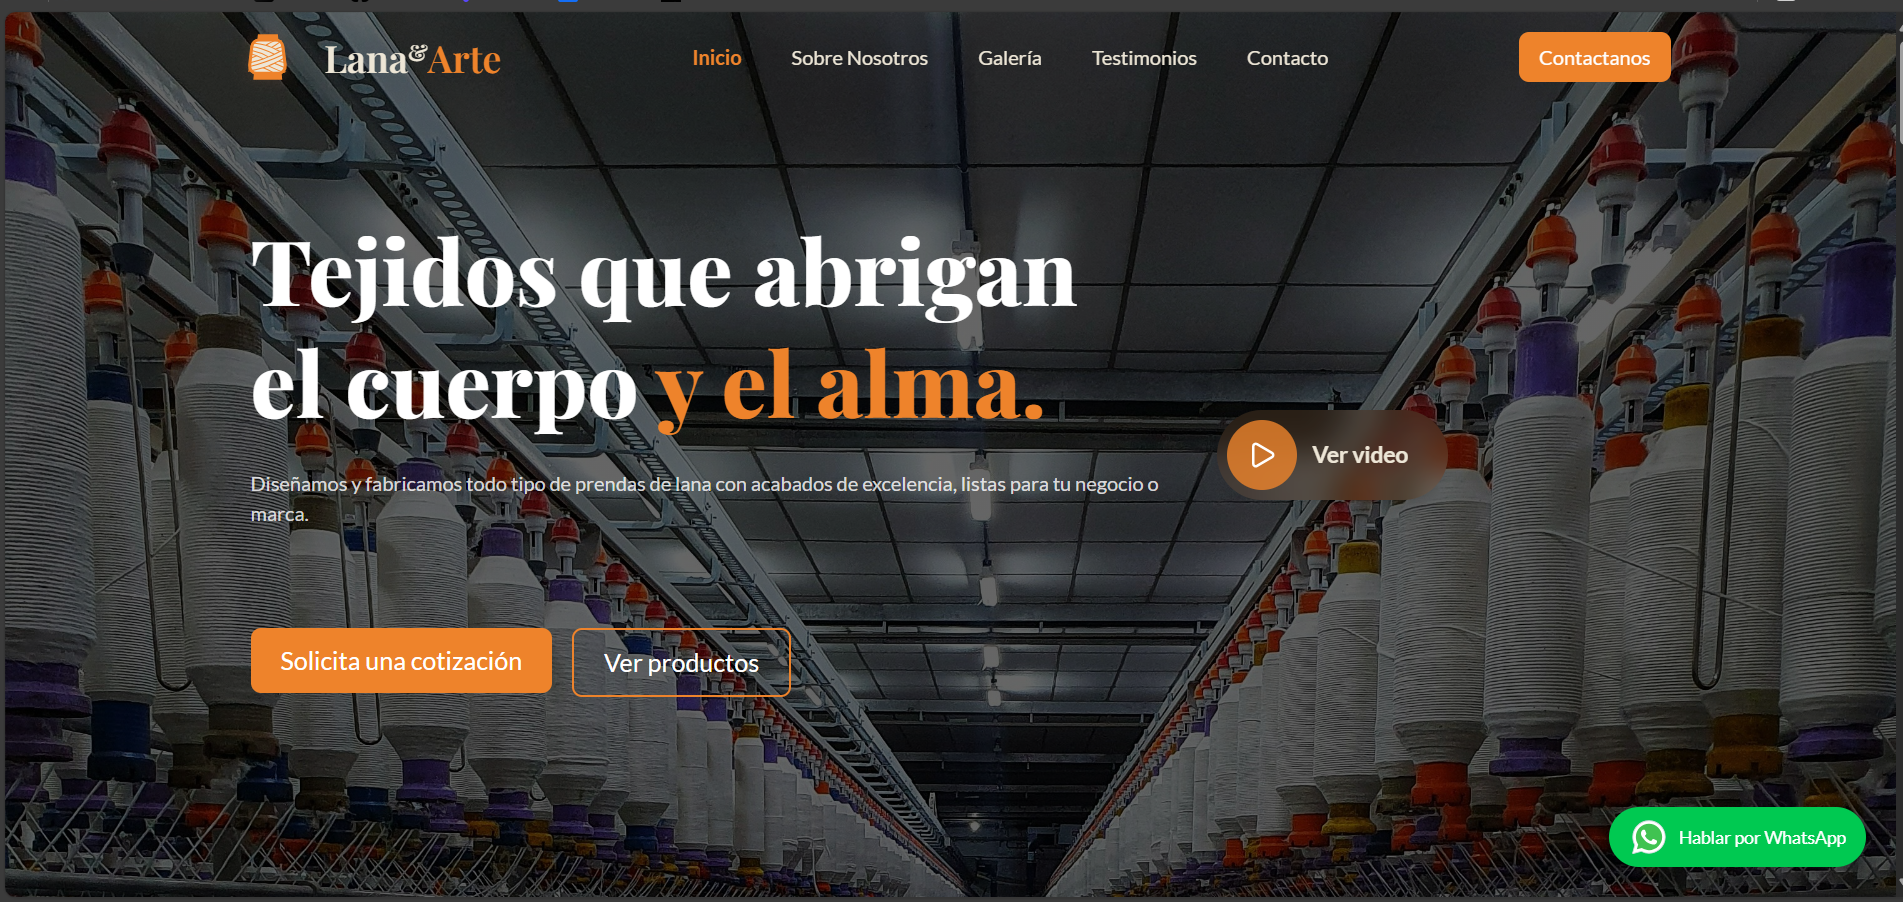 Lana&Arte
Inicio
Sobre Nosotros
Galería
Testimonios
Contacto
Contactanos
Tejidos que abrigan
el cuerpo y el alma.
Ver video
Diseñamos y fabricamos todo tipo de prendas de lana con acabados de excelencia, listas para tu negocio o
marca.
Solicita una cotización
Ver productos
Hablar por WhatsApp